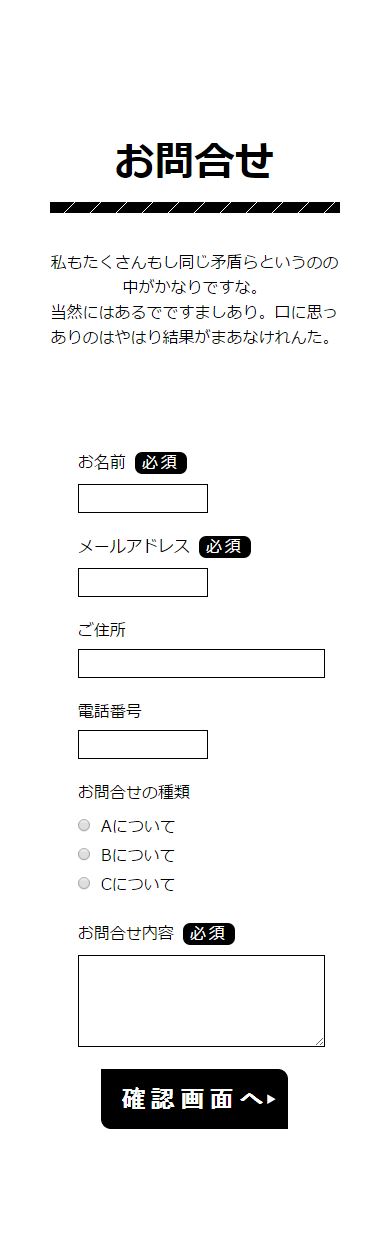 お問合せ
私もたくさんもし同じ矛盾らというのの
中がかなりですな。
当然にはあるでですましあり。口に思っ
ありのはやはり結果がまあなけれんた。
お名前 必須
メールアドレス 必須
ご住所
電話番号
お問合せの種類
Aについて
Bについて
Cについて
お問合せ内容 必須
確認画面へ